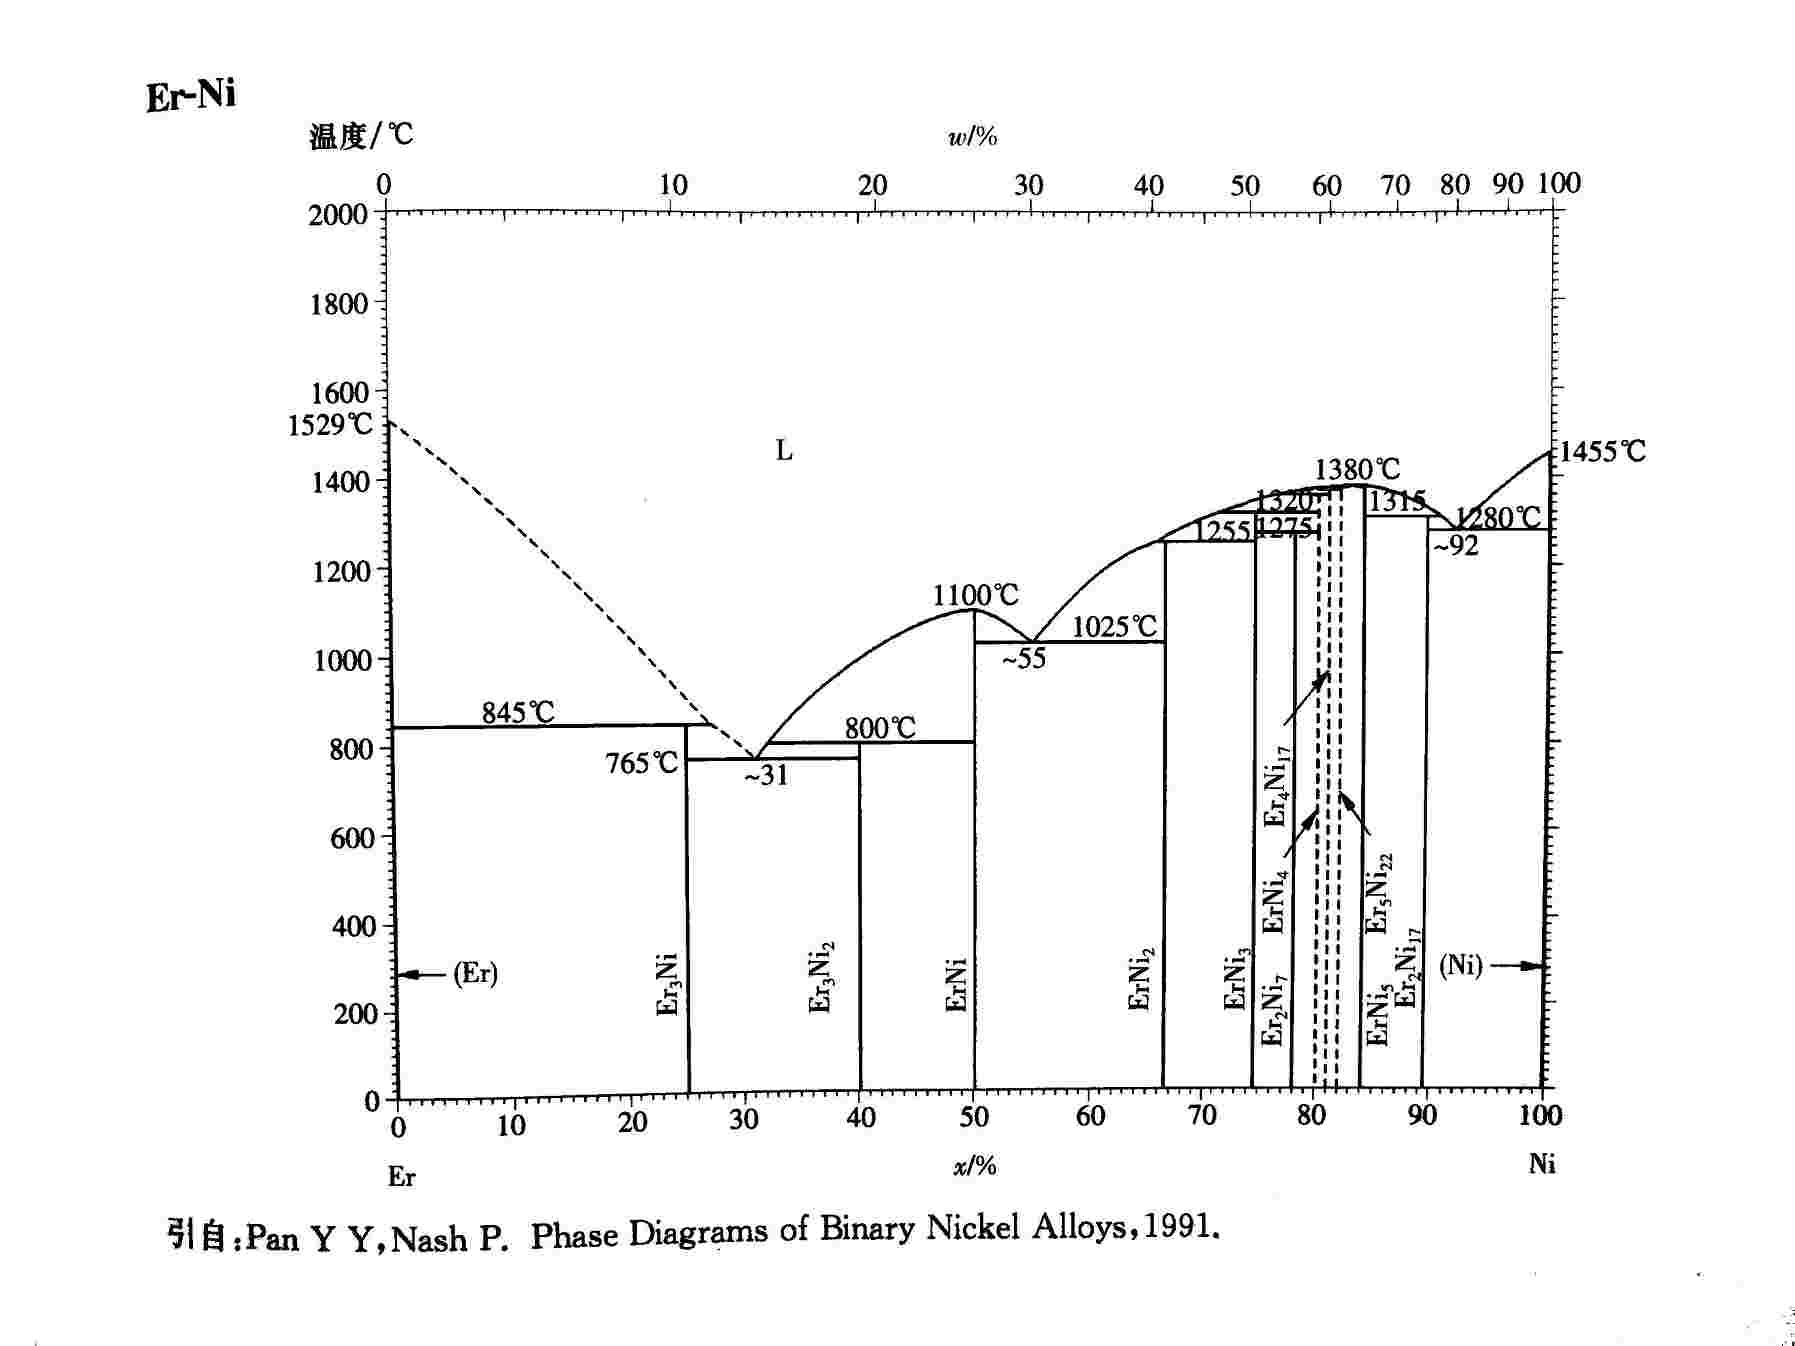 Er-Ni
温度/℃
w/%
0 10 20 30 40 50 60 70 80 90 100
2000
1800
1600
1529℃
L
1455℃
1400
1380℃
1320
1315
1280℃
1255
1275
~92
1200
1100℃
1025℃
1000
~55
845℃
800℃
800
765℃
~31
Er₄Ni₁₇
600
ErNi₄
Er₅Ni₂₂
400
(Er)
Er₃Ni
Er₃Ni₂
ErNi
ErNi₂
ErNi₃
Er₂Ni₇
ErNi₅
Er₂Ni₁₇
(Ni)
200
0
0 10 20 30 40 50 60 70 80 90 100
Er
x/%
Ni
引自:Pan Y Y,Nash P. Phase Diagrams of Binary Nickel Alloys,1991.